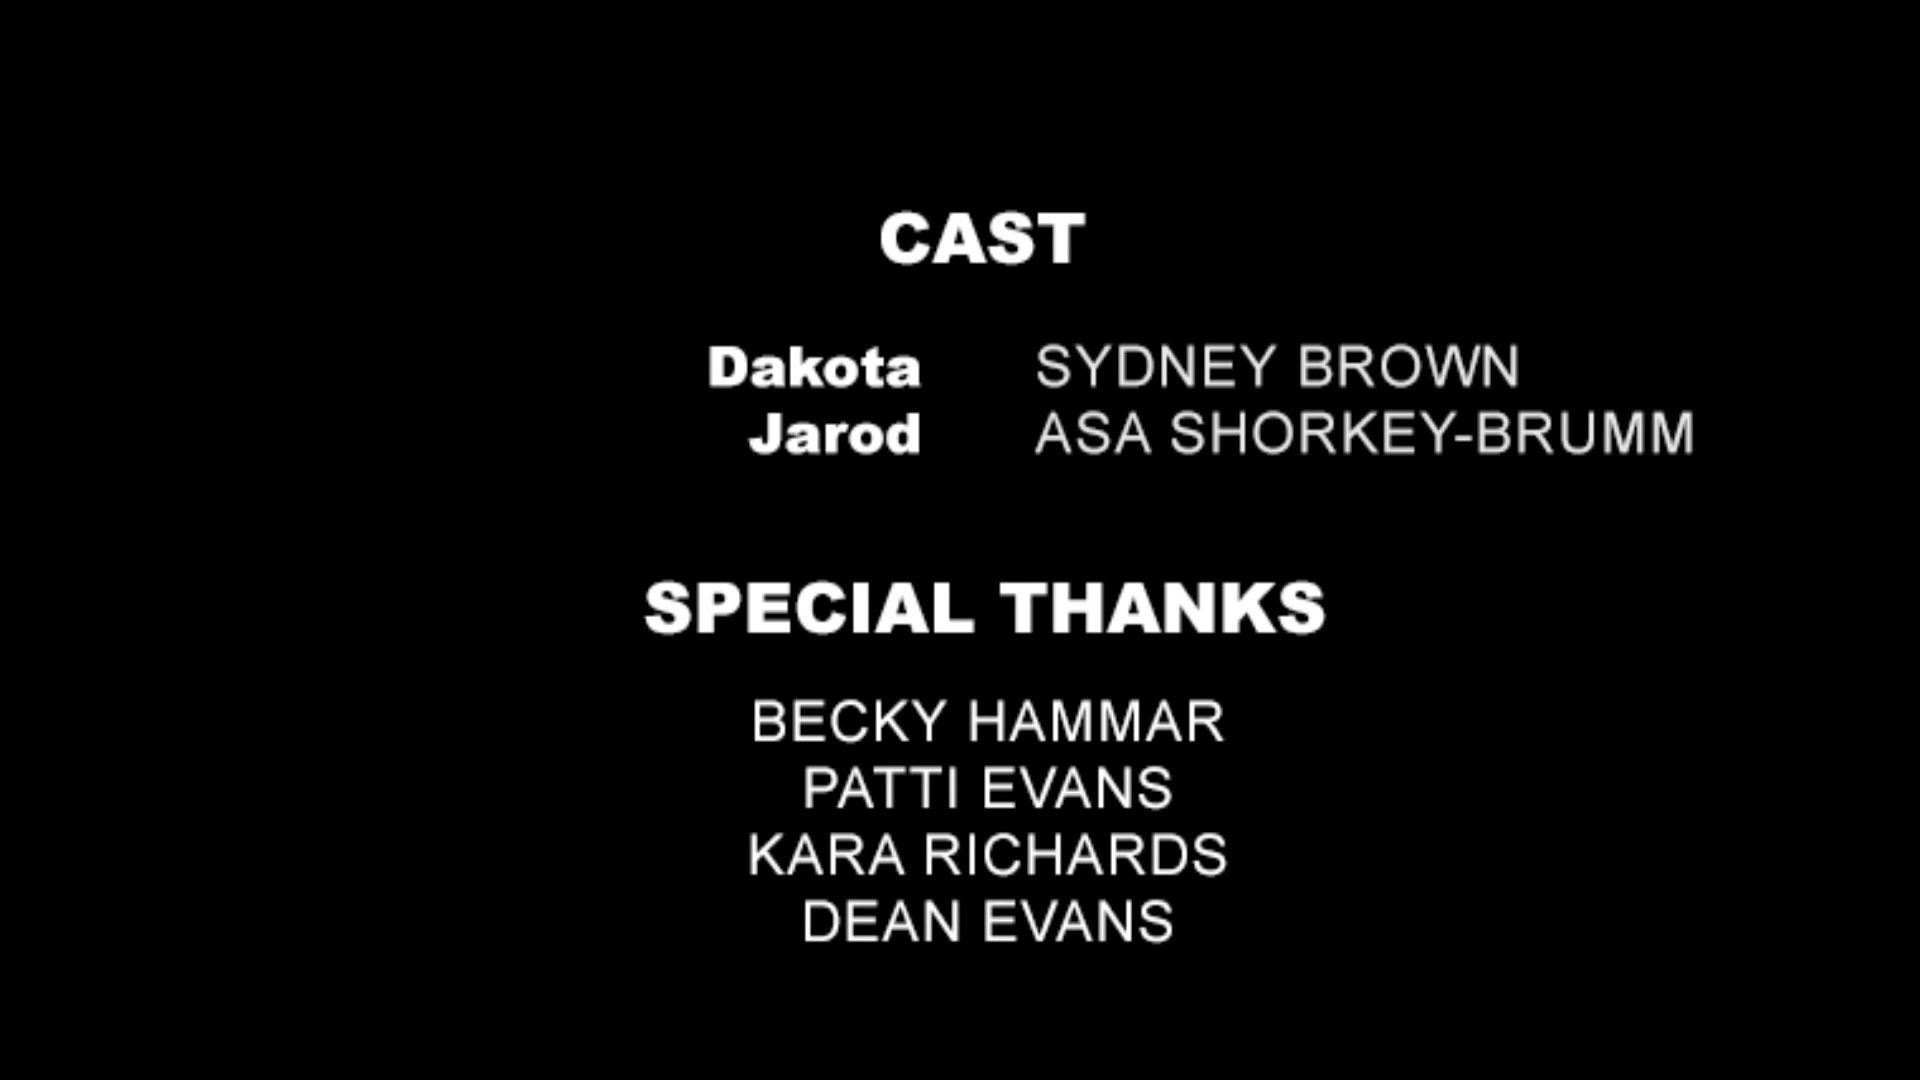 CAST
Dakota SYDNEY BROWN
Jarod ASA SHORKEY-BRUMM
SPECIAL THANKS
BECKY HAMMAR
PATTI EVANS
KARA RICHARDS
DEAN EVANS